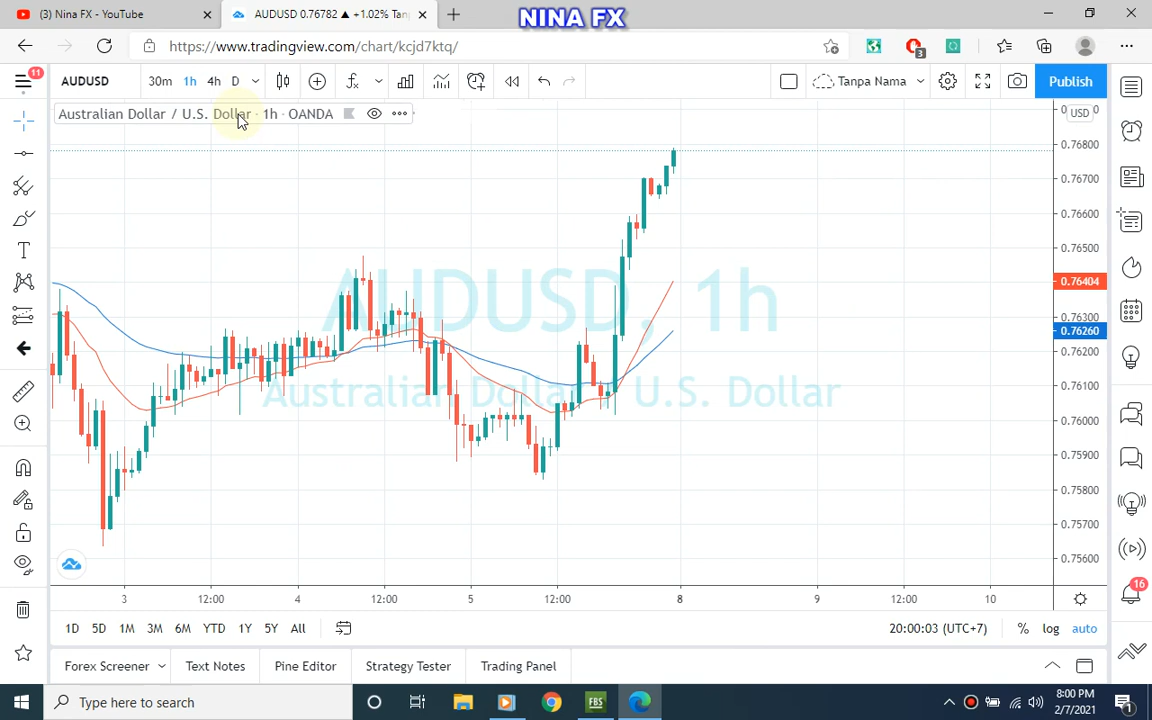 NINA FX
(3) Nina FX - YouTube
AUDUSD 0.76782 ▲ +1.02% Tanp
https://www.tradingview.com/chart/kcjd7ktq/
3
11
AUDUSD 30m 1h 4h D
Tanpa Nama
Publish
Australian Dollar / U.S. Dollar · 1h · OANDA
USD
0.76800
0.76700
0.76600
0.76500
0.76404
0.76300
0.76260
0.76200
0.76100
0.76000
0.75900
0.75800
0.75700
0.75600
AUDUSD, 1h
Australian Dollar / U.S. Dollar
3 12:00 4 12:00 5 12:00 8 9 12:00 10
1D 5D 1M 3M 6M YTD 1Y 5Y All
20:00:03 (UTC+7) % log auto
16
Forex Screener Text Notes Pine Editor Strategy Tester Trading Panel
Type here to search
FBS
8:00 PM
2/7/2021
1